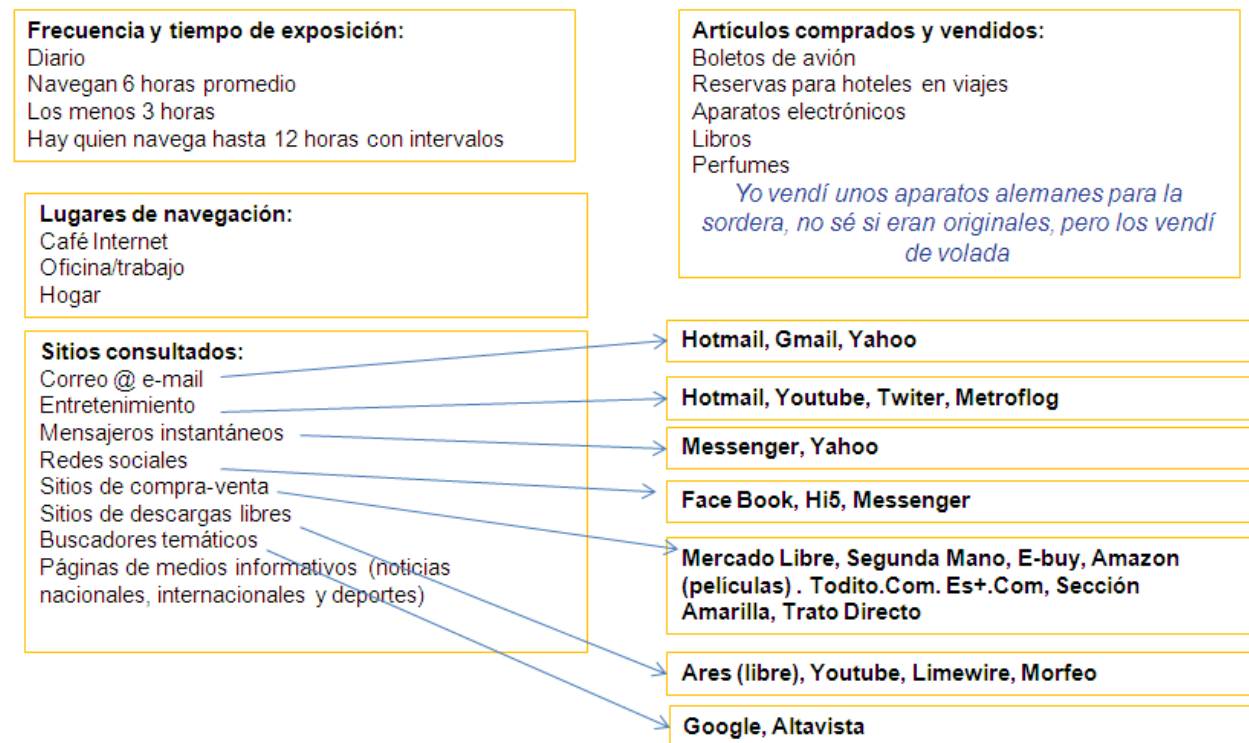 Frecuencia y tiempo de exposición:
Diario
Navegan 6 horas promedio
Los menos 3 horas
Hay quien navega hasta 12 horas con intervalos
Artículos comprados y vendidos:
Boletos de avión
Reservas para hoteles en viajes
Aparatos electrónicos
Libros
Perfumes
Yo vendí unos aparatos alemanes para la
sordera, no sé si eran originales, pero los vendí
de volada
Lugares de navegación:
Café Internet
Oficina/trabajo
Hogar
Sitios consultados:
Correo @ e-mail
Entretenimiento
Mensajeros instantáneos
Redes sociales
Sitios de compra-venta
Sitios de descargas libres
Buscadores temáticos
Páginas de medios informativos (noticias
nacionales, internacionales y deportes)
Hotmail, Gmail, Yahoo
Hotmail, Youtube, Twiter, Metroflog
Messenger, Yahoo
Face Book, Hi5, Messenger
Mercado Libre, Segunda Mano, E-buy, Amazon
(películas) . Todito.Com. Es+.Com, Sección
Amarilla, Trato Directo
Ares (libre), Youtube, Limewire, Morfeo
Google, Altavista